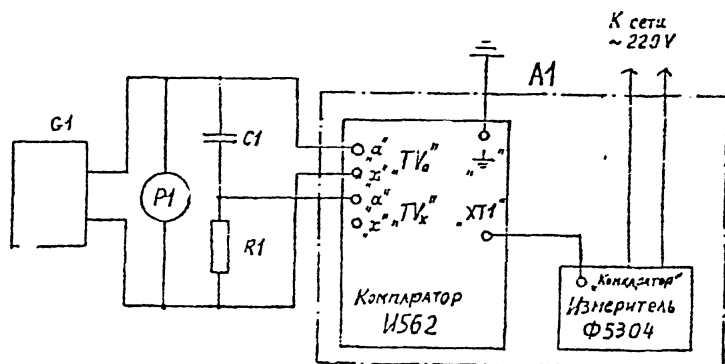 К сети
~ 220V
A1
G1
C1
P1
R1
„a"
„x" „TVo"
„a"
„x" „TVx"
„⏚"
„XT1"
Компаратор
И562
„Компаратор"
Измеритель
Ф5304